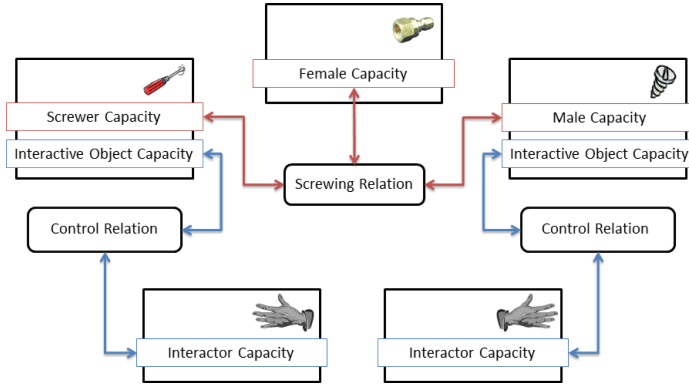 Female Capacity
Screwer Capacity
Male Capacity
Interactive Object Capacity
Interactive Object Capacity
Screwing Relation
Control Relation
Control Relation
Interactor Capacity
Interactor Capacity